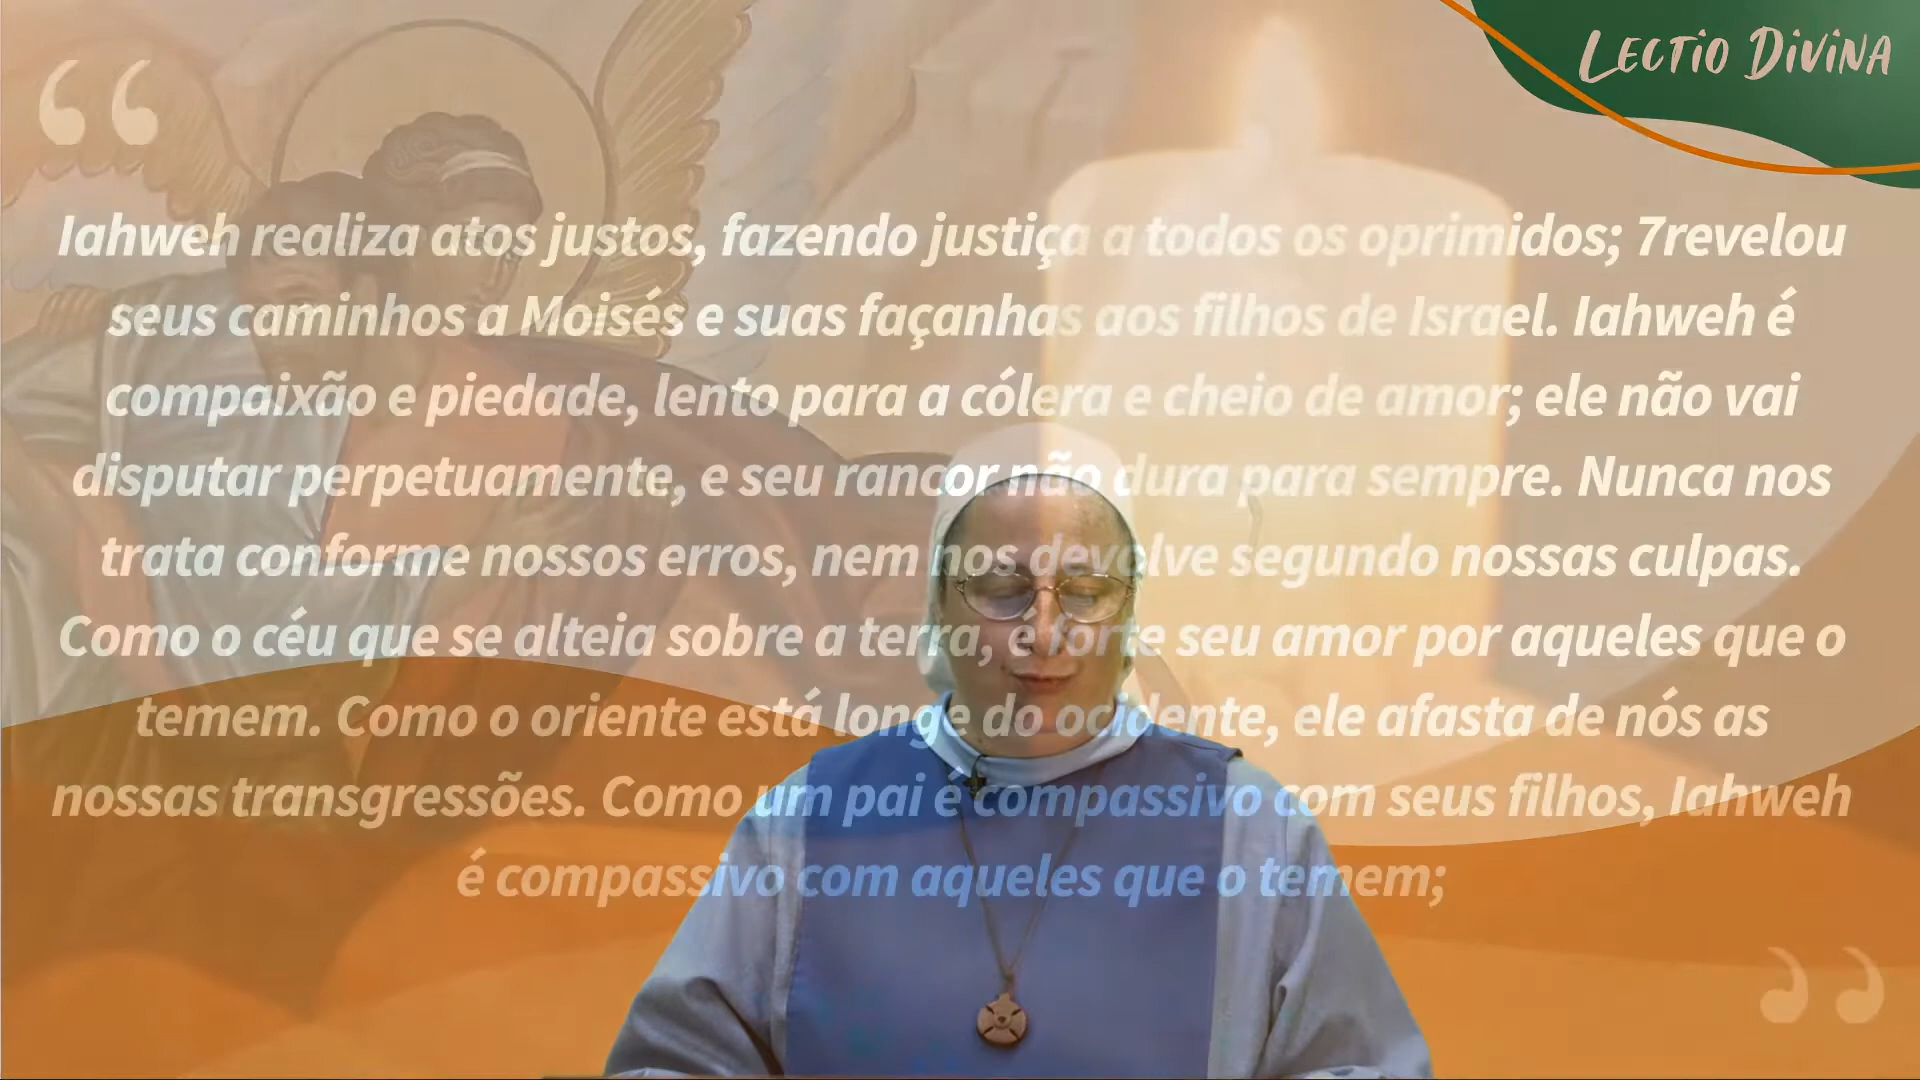 Lectio Divina
Iahweh realiza atos justos, fazendo justiça a todos os oprimidos; 7revelou
seus caminhos a Moisés e suas façanhas aos filhos de Israel. Iahweh é
compaixão e piedade, lento para a cólera e cheio de amor; ele não vai
disputar perpetuamente, e seu rancor não dura para sempre. Nunca nos
trata conforme nossos erros, nem nos devolve segundo nossas culpas.
Como o céu que se alteia sobre a terra, é forte seu amor por aqueles que o
temem. Como o oriente está longe do ocidente, ele afasta de nós as
nossas transgressões. Como um pai é compassivo com seus filhos, Iahweh
é compassivo com aqueles que o temem;